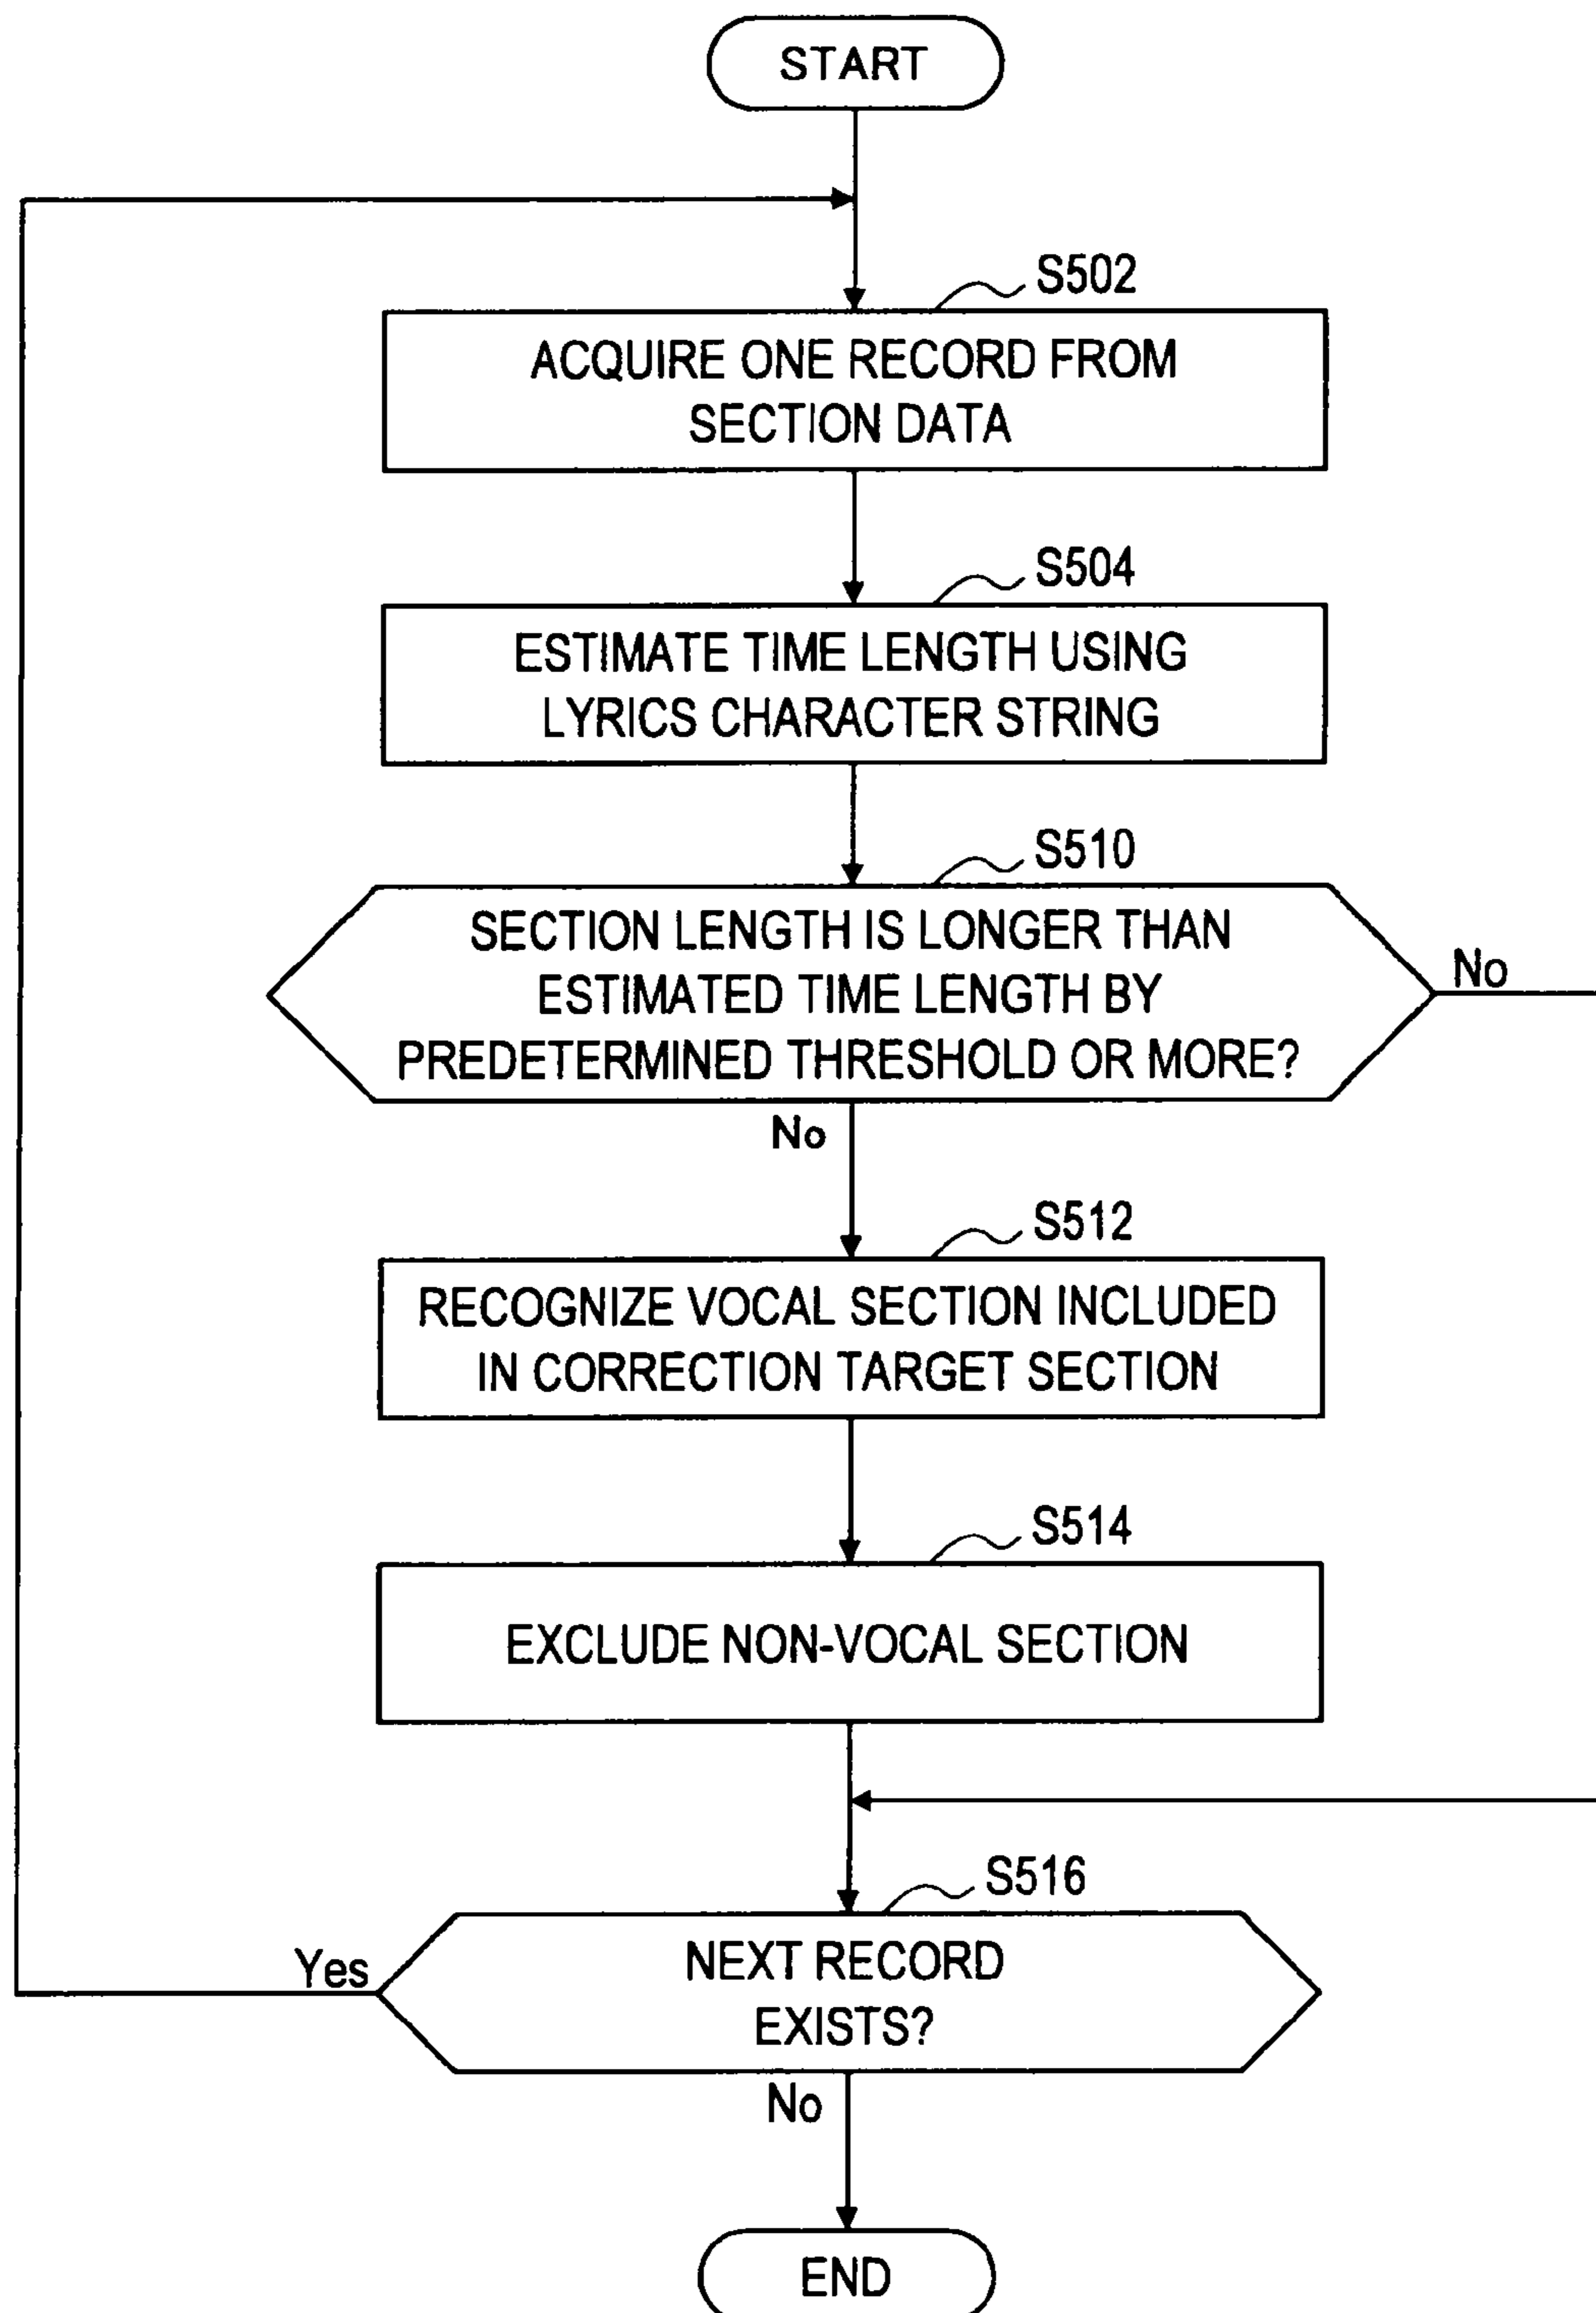 START
S502
ACQUIRE ONE RECORD FROM
SECTION DATA
S504
ESTIMATE TIME LENGTH USING
LYRICS CHARACTER STRING
S510
SECTION LENGTH IS LONGER THAN
ESTIMATED TIME LENGTH BY
PREDETERMINED THRESHOLD OR MORE?
No
No
S512
RECOGNIZE VOCAL SECTION INCLUDED
IN CORRECTION TARGET SECTION
S514
EXCLUDE NON-VOCAL SECTION
S516
NEXT RECORD
EXISTS?
Yes
No
END